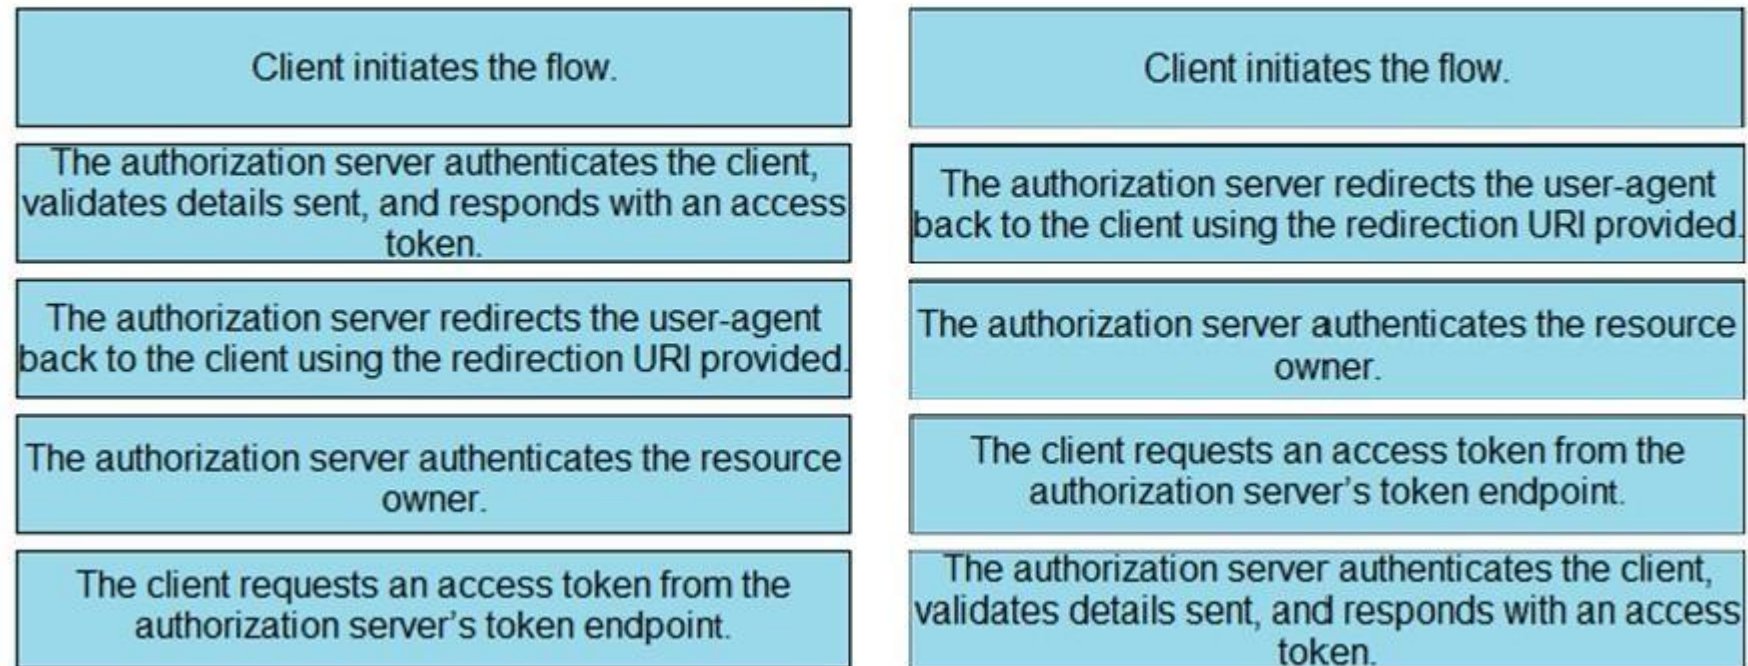 Client initiates the flow.
The authorization server authenticates the client,
validates details sent, and responds with an access
token.
The authorization server redirects the user-agent
back to the client using the redirection URI provided.
The authorization server authenticates the resource
owner.
The client requests an access token from the
authorization server’s token endpoint.
Client initiates the flow.
The authorization server redirects the user-agent
back to the client using the redirection URI provided.
The authorization server authenticates the resource
owner.
The client requests an access token from the
authorization server’s token endpoint.
The authorization server authenticates the client,
validates details sent, and responds with an access
token.